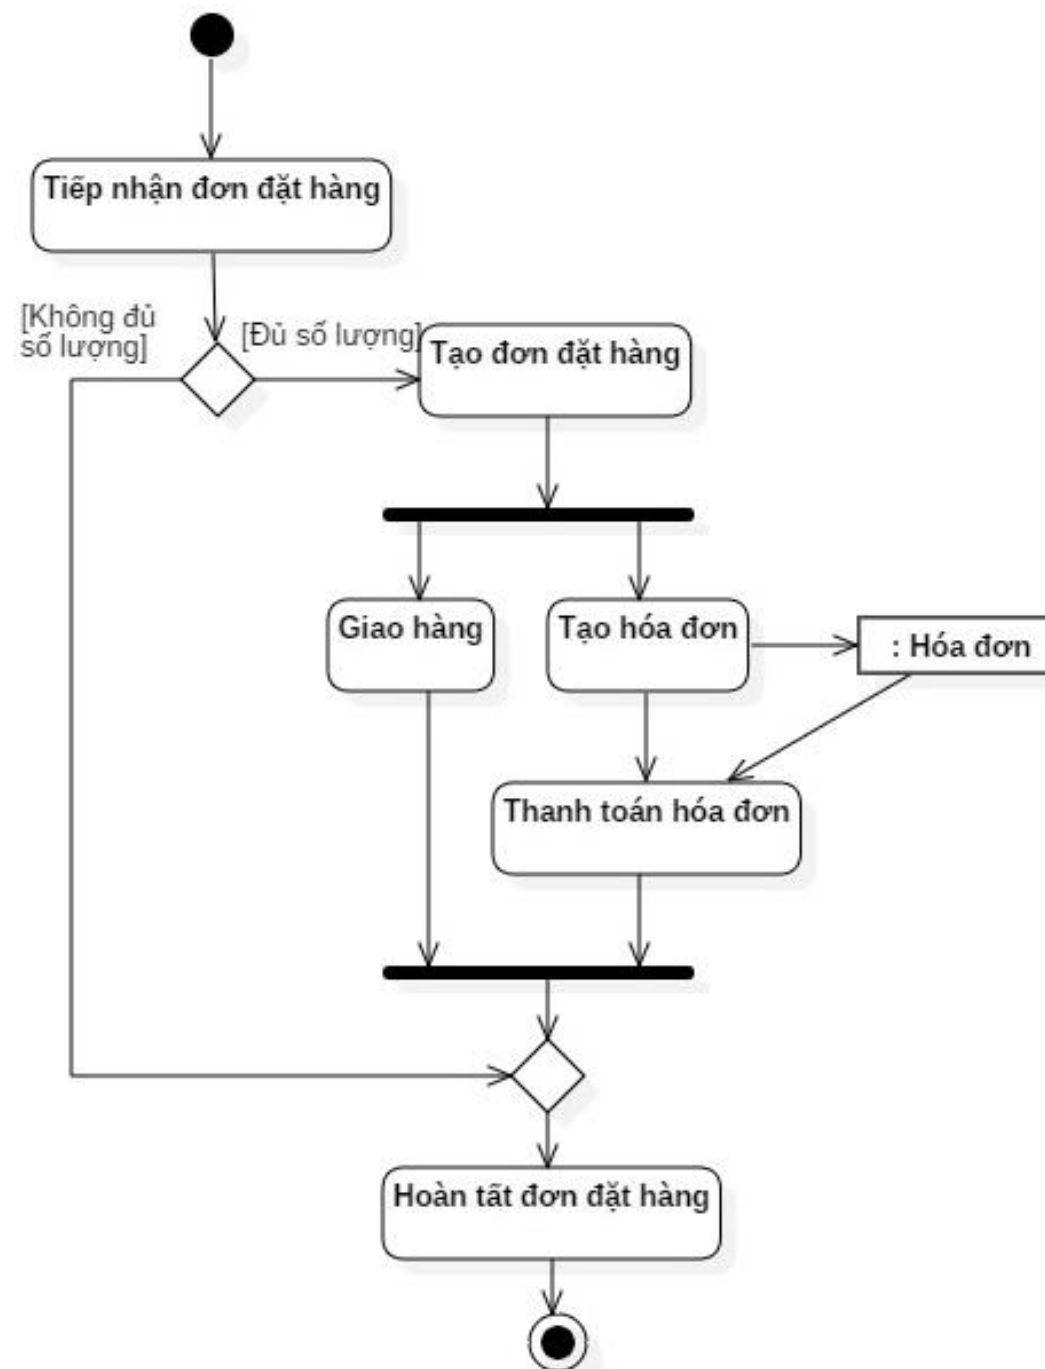 Tiếp nhận đơn đặt hàng
[Không đủ
số lượng]
[Đủ số lượng]
Tạo đơn đặt hàng
Giao hàng
Tạo hóa đơn
: Hóa đơn
Thanh toán hóa đơn
Hoàn tất đơn đặt hàng